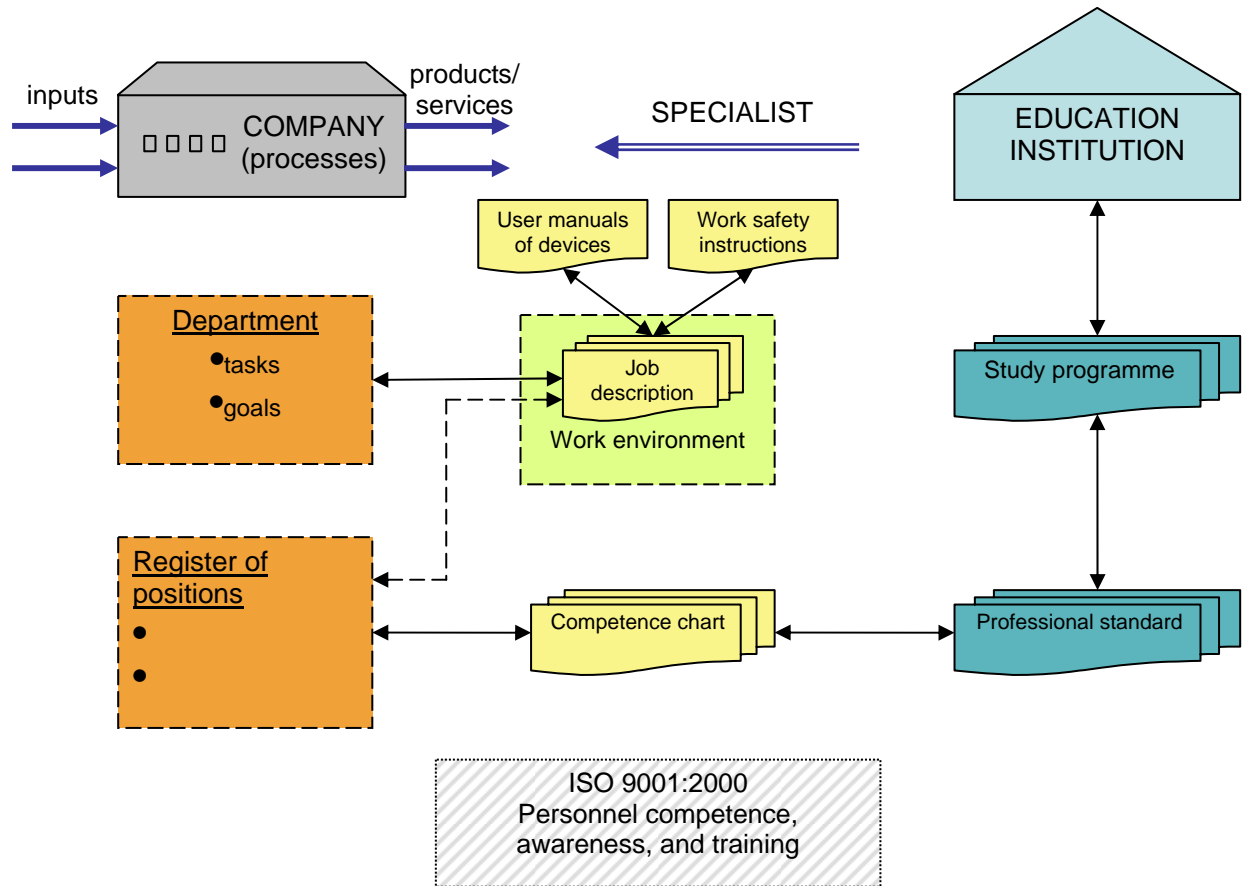 inputs
products/
services
COMPANY
(processes)
SPECIALIST
EDUCATION
INSTITUTION
User manuals
of devices
Work safety
instructions
Department
•tasks
•goals
Job
description
Work environment
Study programme
Register of
positions
•
•
Competence chart
Professional standard
ISO 9001:2000
Personnel competence,
awareness, and training